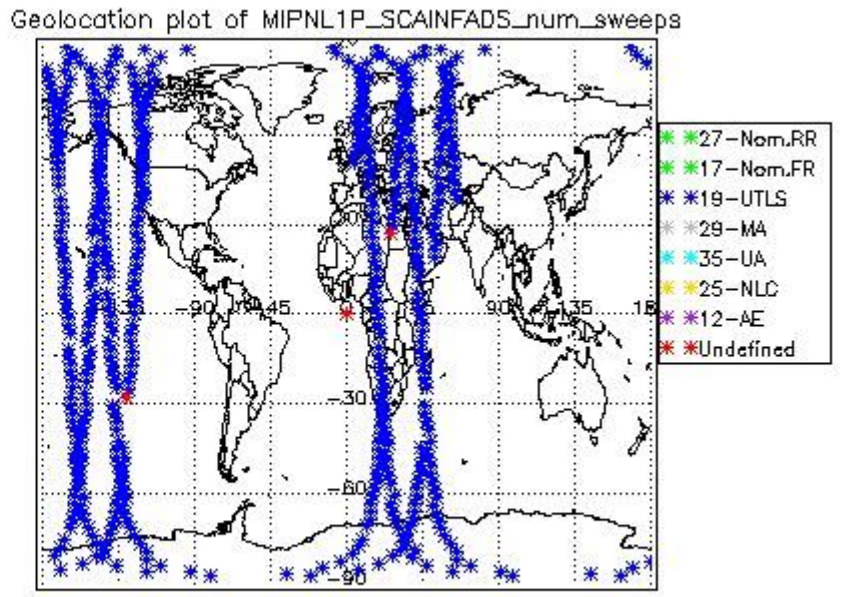 Geolocation plot of MIPNL1P_SCAINFADS_num_sweeps
27-Nom.RR
17-Nom.FR
19-UTLS
29-MA
35-UA
25-NLC
12-AE
Undefined
-90
45
90
135
18
-30
-60
-90